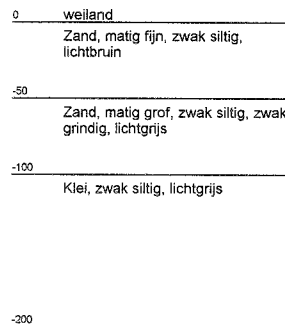 0 weiland
Zand, matig fijn, zwak siltig,
lichtbruin
-50
Zand, matig grof, zwak siltig, zwak
grindig, lichtgrijs
-100
Klei, zwak siltig, lichtgrijs
-200